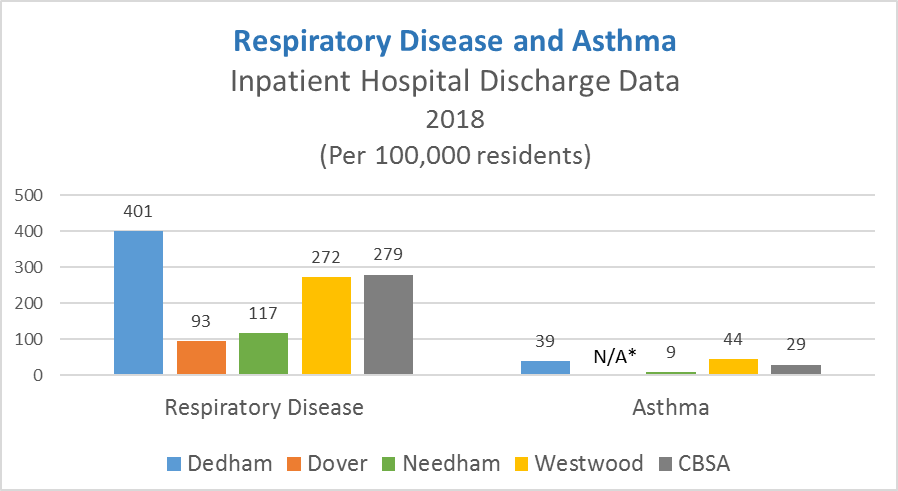 Respiratory Disease and Asthma
Inpatient Hospital Discharge Data
2018
(Per 100,000 residents)
500
400
300
200
100
0
401
93
117
272
279
39
N/A*
9
44
29
Respiratory Disease
Asthma
Dedham Dover Needham Westwood CBSA